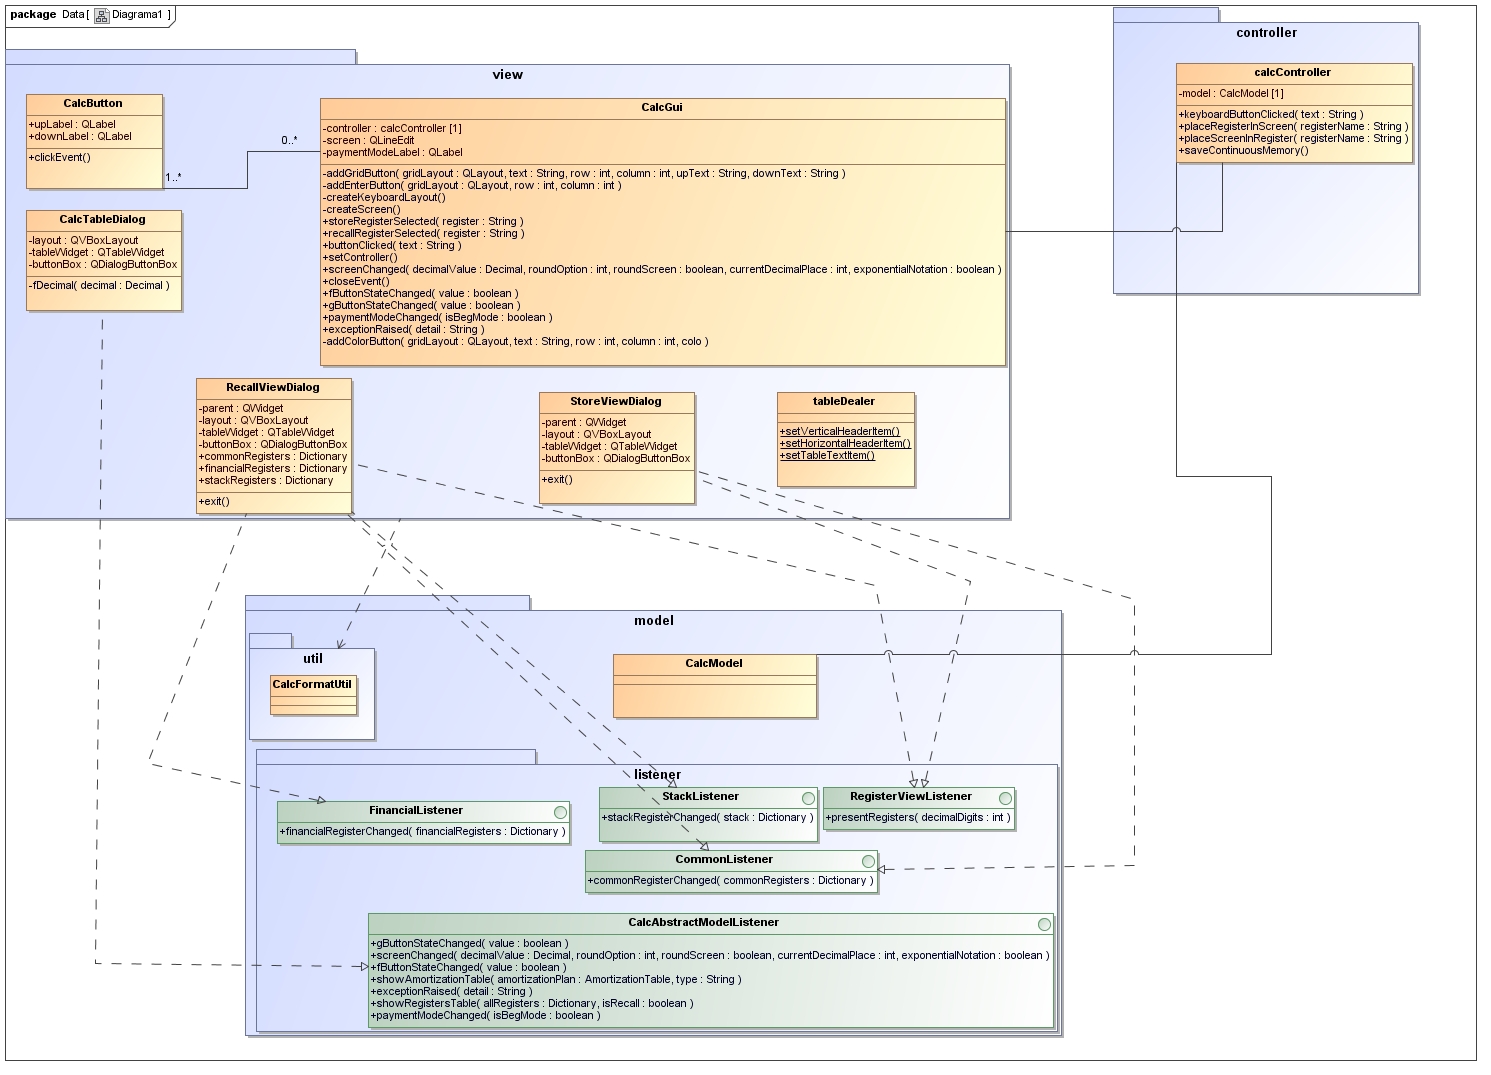 package Data[ Diagrama1 ]
view
CalcButton
+upLabel : QLabel
+downLabel : QLabel
+clickEvent()
0..*
1..*
CalcGui
-controller : calcController [1]
-screen : QLineEdit
-paymentModeLabel : QLabel
-addGridButton( gridLayout : QLayout, text : String, row : int, column : int, upText : String, downText : String )
-addEnterButton( gridLayout : QLayout, row : int, column : int )
-createKeyboardLayout()
-createScreen()
+storeRegisterSelected( register : String )
+recallRegisterSelected( register : String )
+buttonClicked( text : String )
+setController()
+screenChanged( decimalValue : Decimal, roundOption : int, roundScreen : boolean, currentDecimalPlace : int, exponentialNotation : boolean )
+closeEvent()
+fButtonStateChanged( value : boolean )
+gButtonStateChanged( value : boolean )
+paymentModeChanged( isBegMode : boolean )
+exceptionRaised( detail : String )
-addColorButton( gridLayout : QLayout, text : String, row : int, column : int, colo )
CalcTableDialog
-layout : QVBoxLayout
-tableWidget : QTableWidget
-buttonBox : QDialogButtonBox
-fDecimal( decimal : Decimal )
RecallViewDialog
-parent : QWidget
-layout : QVBoxLayout
-tableWidget : QTableWidget
-buttonBox : QDialogButtonBox
+commonRegisters : Dictionary
+financialRegisters : Dictionary
+stackRegisters : Dictionary
+exit()
StoreViewDialog
-parent : QWidget
-layout : QVBoxLayout
-tableWidget : QTableWidget
-buttonBox : QDialogButtonBox
+exit()
tableDealer
+setVerticalHeaderItem()
+setHorizontalHeaderItem()
+setTableTextItem()
controller
calcController
-model : CalcModel [1]
+keyboardButtonClicked( text : String )
+placeRegisterInScreen( registerName : String )
+placeScreenInRegister( registerName : String )
+saveContinuousMemory()
model
util
CalcFormatUtil
CalcModel
listener
FinancialListener
+financialRegisterChanged( financialRegisters : Dictionary )
StackListener
+stackRegisterChanged( stack : Dictionary )
RegisterViewListener
+presentRegisters( decimalDigits : int )
CommonListener
+commonRegisterChanged( commonRegisters : Dictionary )
CalcAbstractModelListener
+gButtonStateChanged( value : boolean )
+screenChanged( decimalValue : Decimal, roundOption : int, roundScreen : boolean, currentDecimalPlace : int, exponentialNotation : boolean )
+fButtonStateChanged( value : boolean )
+showAmortizationTable( amortizationPlan : AmortizationTable, type : String )
+exceptionRaised( detail : String )
+showRegistersTable( allRegisters : Dictionary, isRecall : boolean )
+paymentModeChanged( isBegMode : boolean )